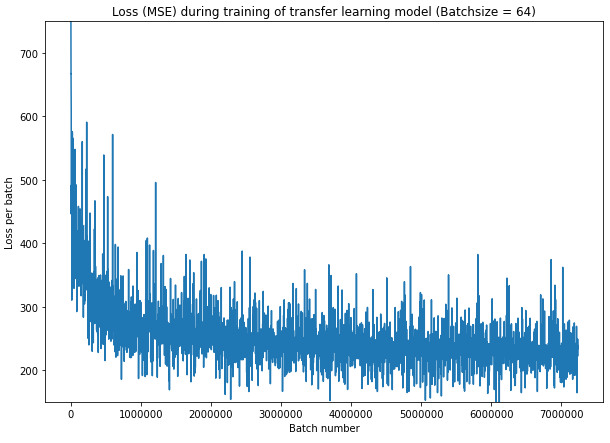 Loss (MSE) during training of transfer learning model (Batchsize = 64)
700
600
500
400
300
200
Loss per batch
0 1000000 2000000 3000000 4000000 5000000 6000000 7000000
Batch number